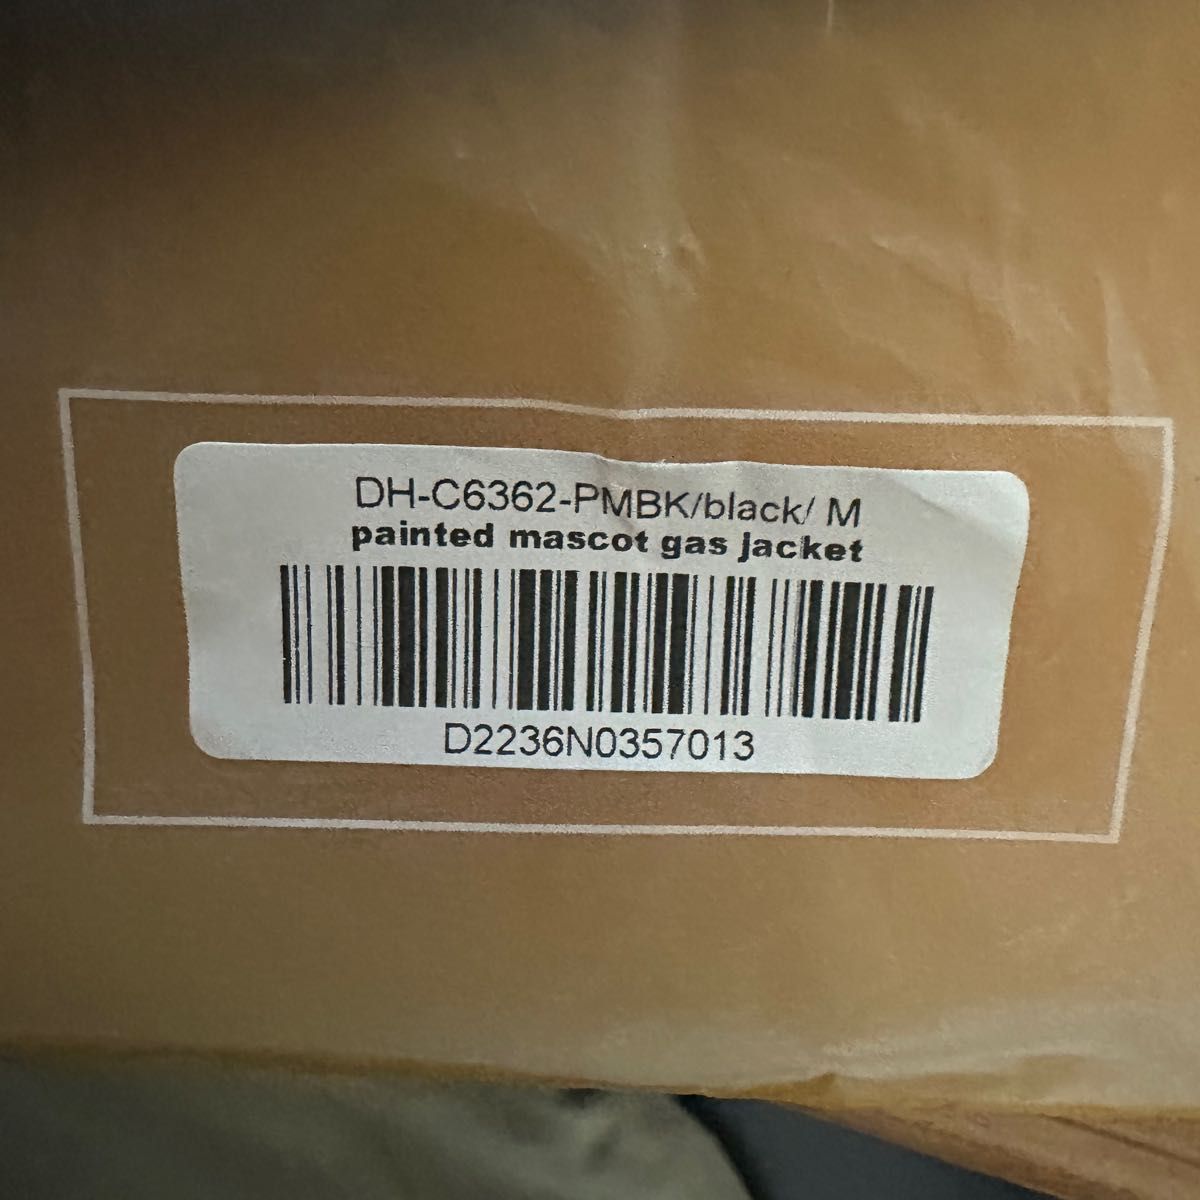 DH-C6362-PMBK/black/ M
painted mascot gas jacket
D2236N0357013